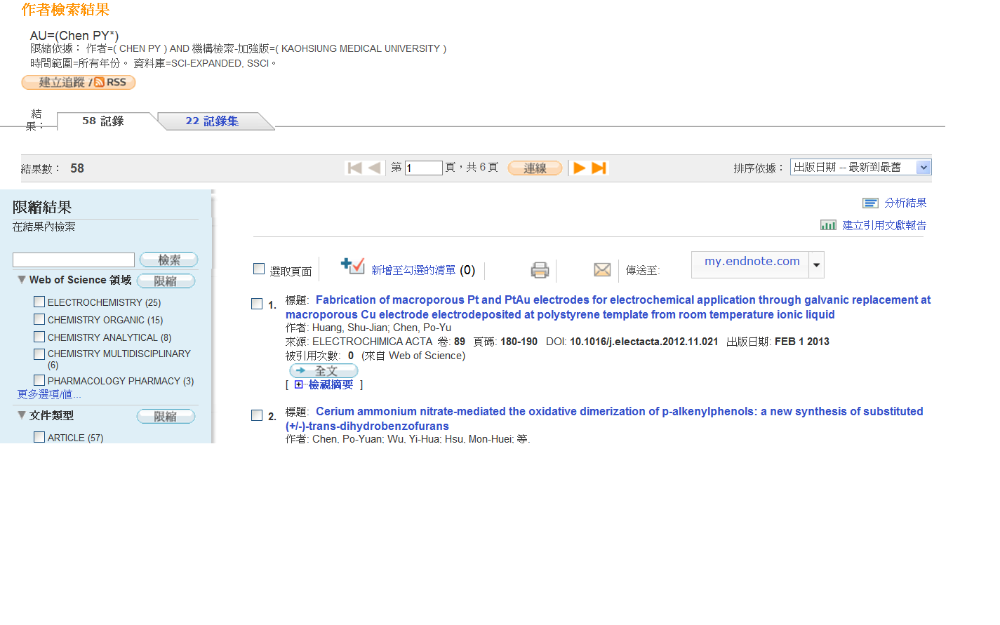 作者檢索結果
AU=(Chen PY*)
限縮依據： 作者=( CHEN PY ) AND 機構檢索-加強版=( KAOHSIUNG MEDICAL UNIVERSITY )
時間範圍=所有年份。 資料庫=SCI-EXPANDED, SSCI。
建立追蹤 / RSS
結果：
58 記錄
22 記錄集
結果數： 58
第 1 頁，共 6 頁 連線
排序依據： 出版日期 -- 最新到最舊
限縮結果
在結果內檢索
檢索
Web of Science 領域 限縮
ELECTROCHEMISTRY (25)
CHEMISTRY ORGANIC (15)
CHEMISTRY ANALYTICAL (8)
CHEMISTRY MULTIDISCIPLINARY
(6)
PHARMACOLOGY PHARMACY (3)
更多選項/值...
文件類型 限縮
ARTICLE (57)
分析結果
建立引用文獻報告
選取頁面 新增至勾選的清單 (0) 傳送至: my.endnote.com
1. 標題: Fabrication of macroporous Pt and PtAu electrodes for electrochemical application through galvanic replacement at
macroporous Cu electrode electrodeposited at polystyrene template from room temperature ionic liquid
作者: Huang, Shu-Jian; Chen, Po-Yu
來源: ELECTROCHIMICA ACTA 卷: 89 頁碼: 180-190 DOI: 10.1016/j.electacta.2012.11.021 出版日期: FEB 1 2013
被引用次數: 0 (來自 Web of Science)
全文
[ 檢視摘要 ]
2. 標題: Cerium ammonium nitrate-mediated the oxidative dimerization of p-alkenylphenols: a new synthesis of substituted
(+/-)-trans-dihydrobenzofurans
作者: Chen, Po-Yuan; Wu, Yi-Hua; Hsu, Mon-Huei; 等.